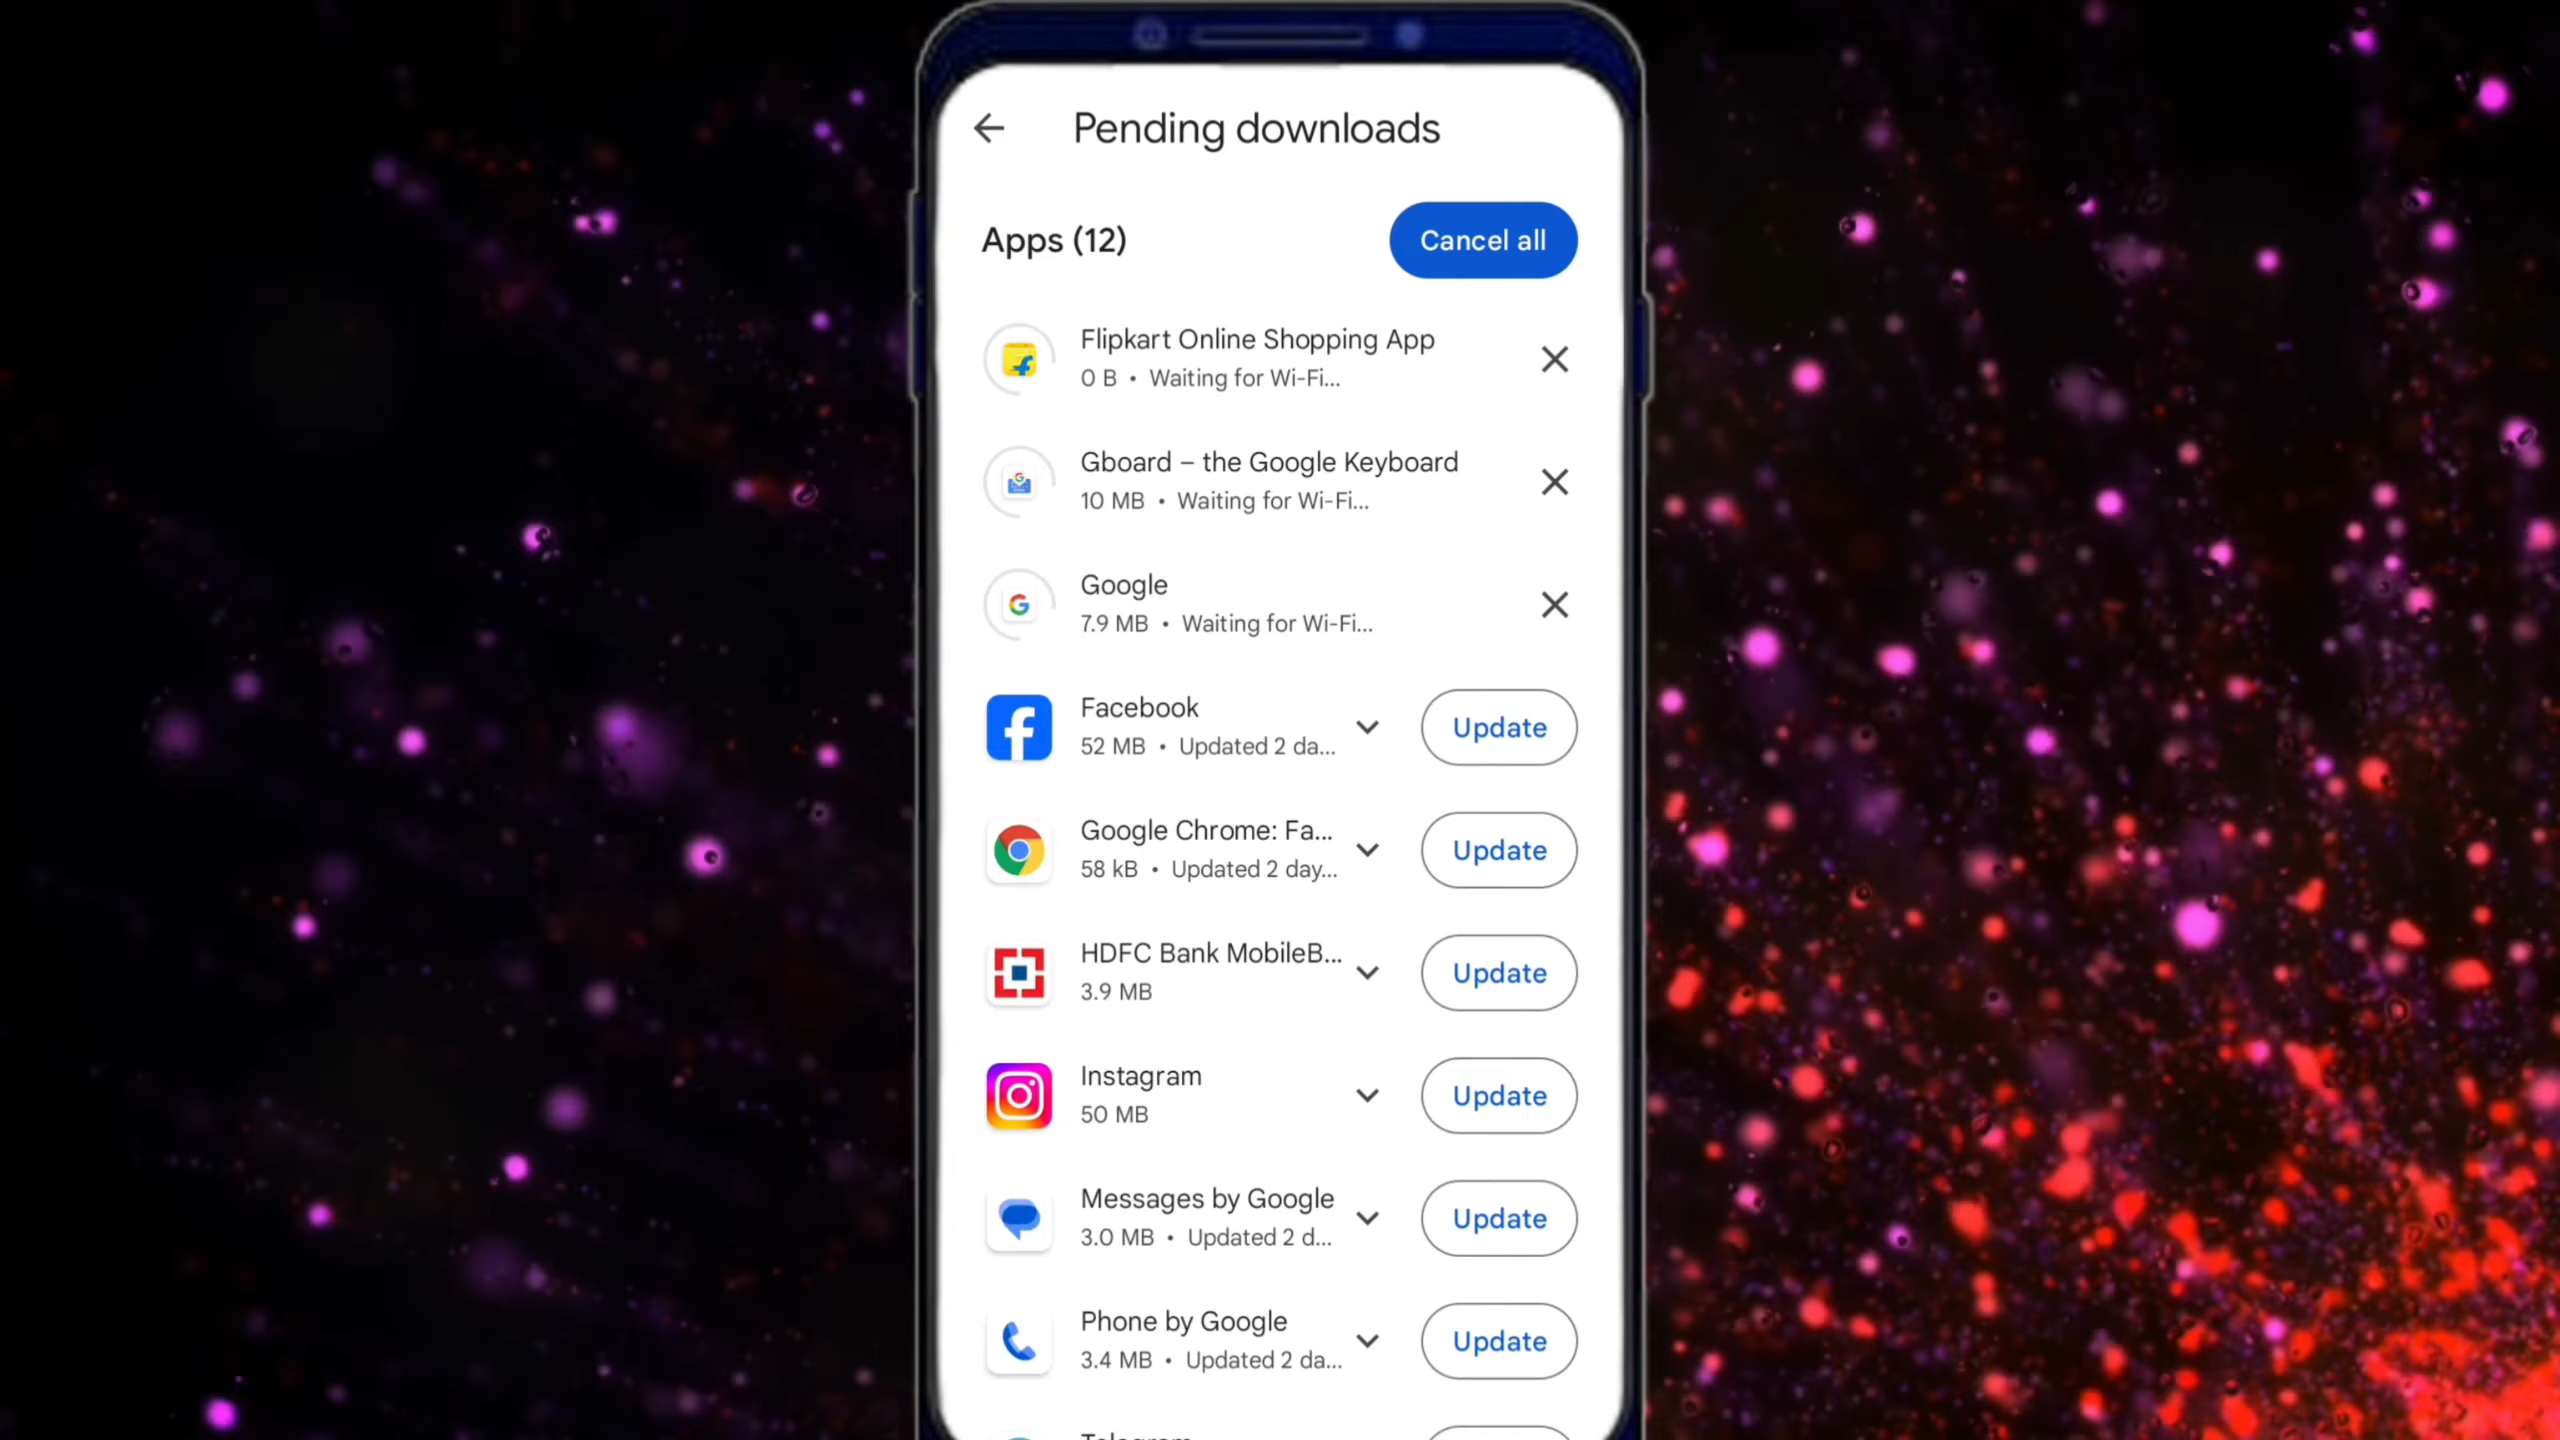 Pending downloads
Apps (12)
Cancel all
Flipkart Online Shopping App
0 B • Waiting for Wi-Fi...
Gboard – the Google Keyboard
10 MB • Waiting for Wi-Fi...
Google
7.9 MB • Waiting for Wi-Fi...
Facebook
52 MB • Updated 2 da...
Update
Google Chrome: Fa...
58 kB • Updated 2 day...
Update
HDFC Bank MobileB...
3.9 MB
Update
Instagram
50 MB
Update
Messages by Google
3.0 MB • Updated 2 d...
Update
Phone by Google
3.4 MB • Updated 2 da...
Update